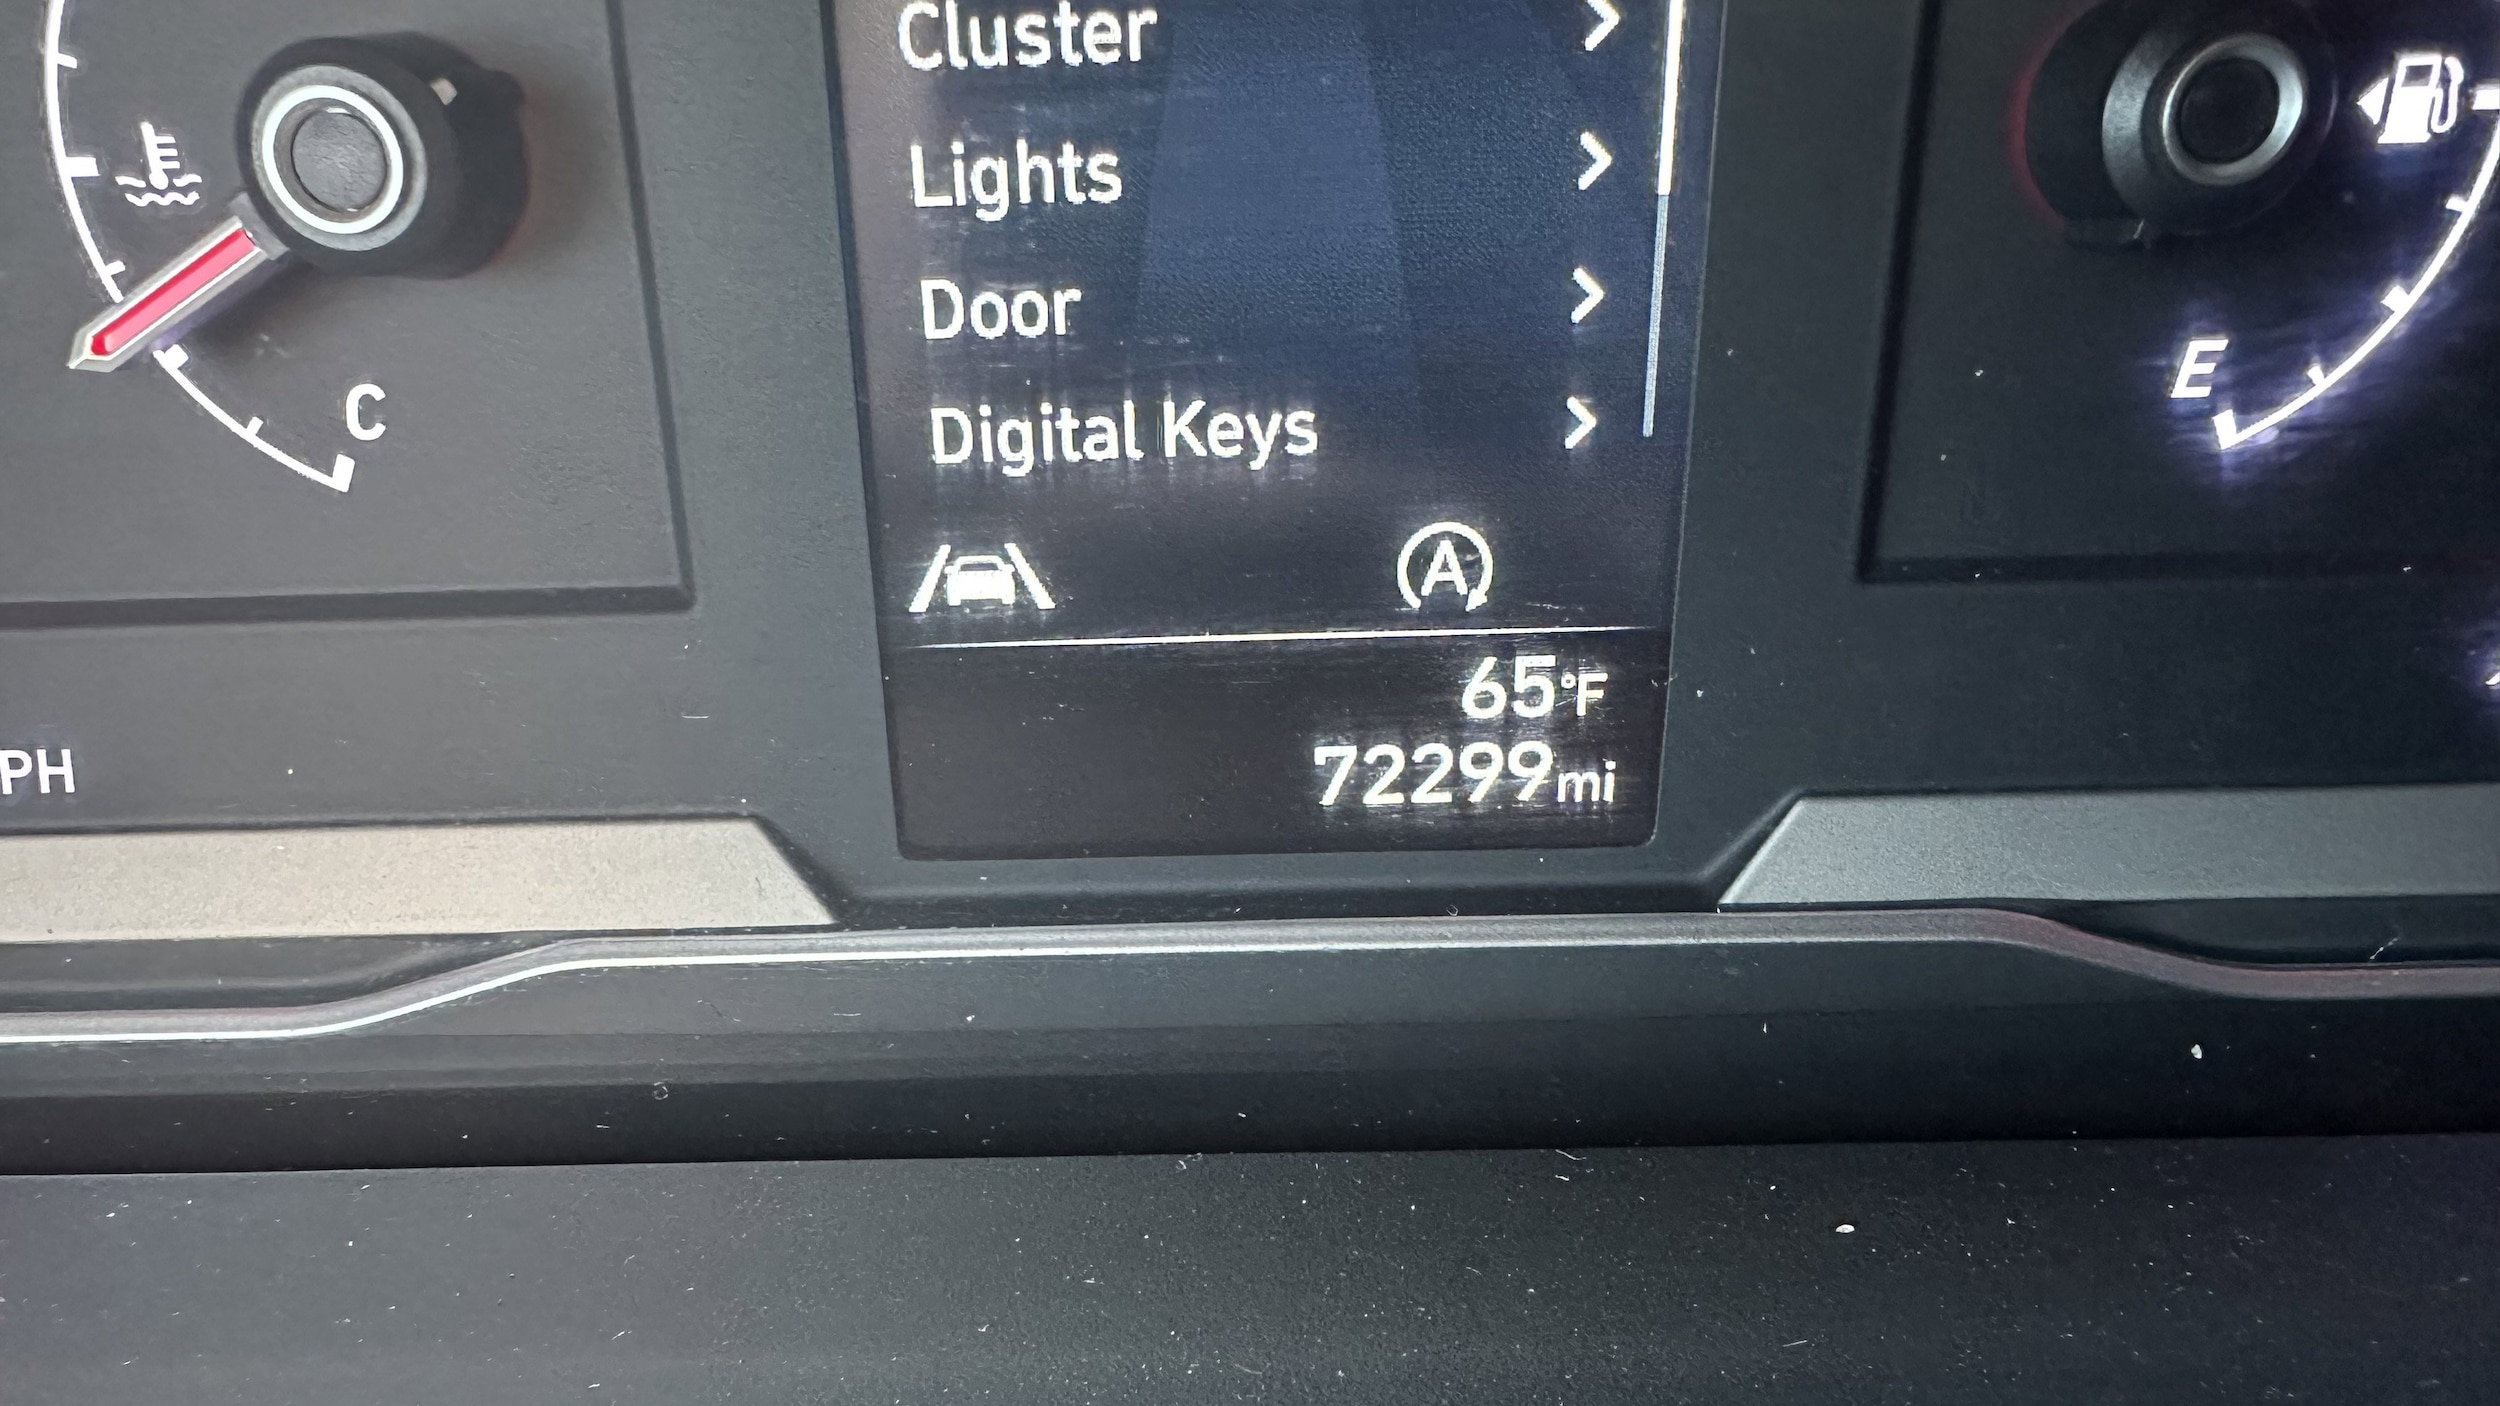 Cluster
Lights
Door
Digital Keys
C
E
A
65°F
72299mi
PH